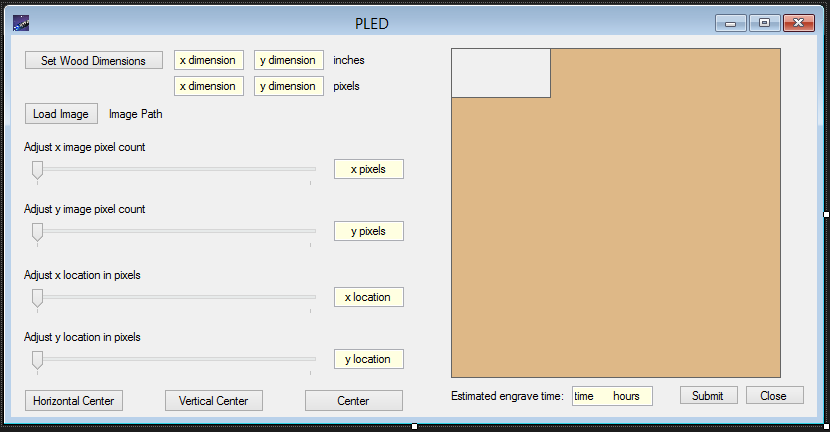 PLED
Set Wood Dimensions x dimension y dimension inches
x dimension y dimension pixels
Load Image Image Path
Adjust x image pixel count
x pixels
Adjust y image pixel count
y pixels
Adjust x location in pixels
x location
Adjust y location in pixels
y location
Horizontal Center Vertical Center Center
Estimated engrave time: time hours Submit Close